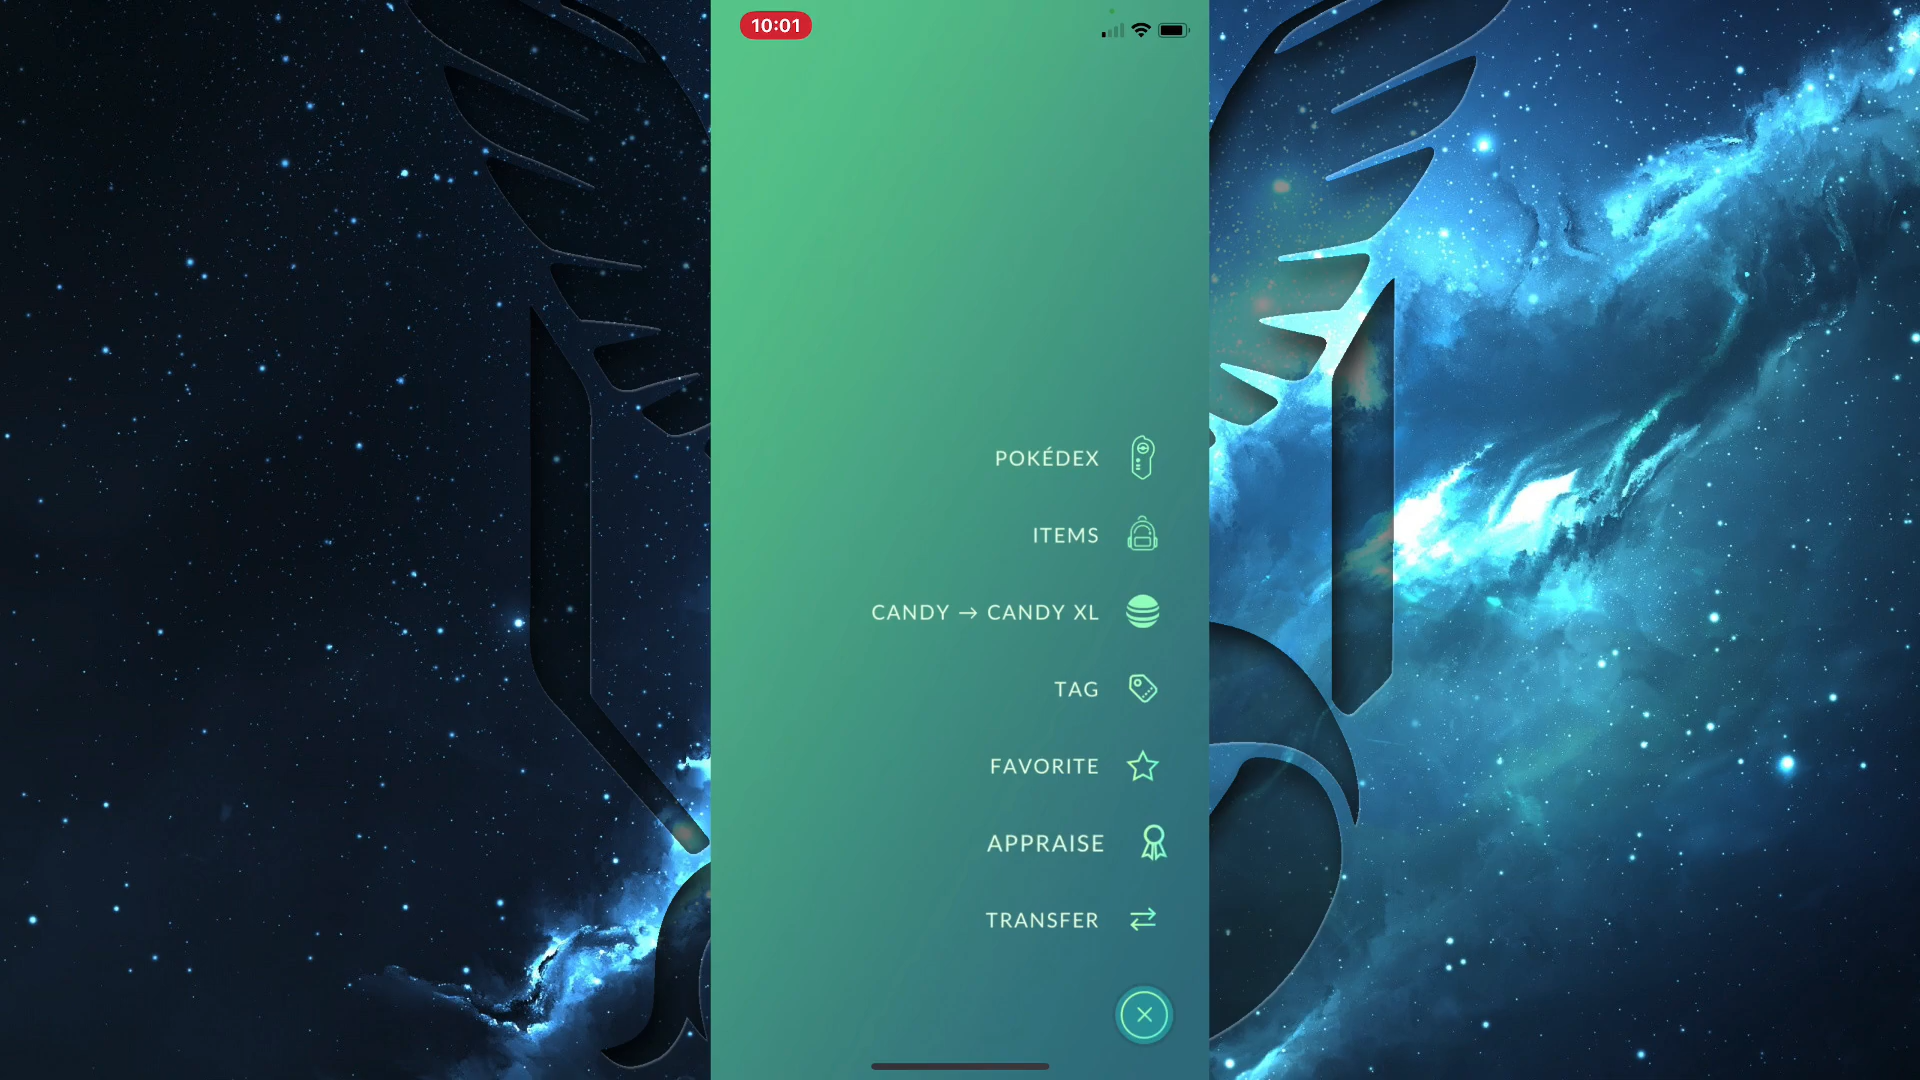 10:01
POKÉDEX
ITEMS
CANDY → CANDY XL
TAG
FAVORITE
APPRAISE
TRANSFER